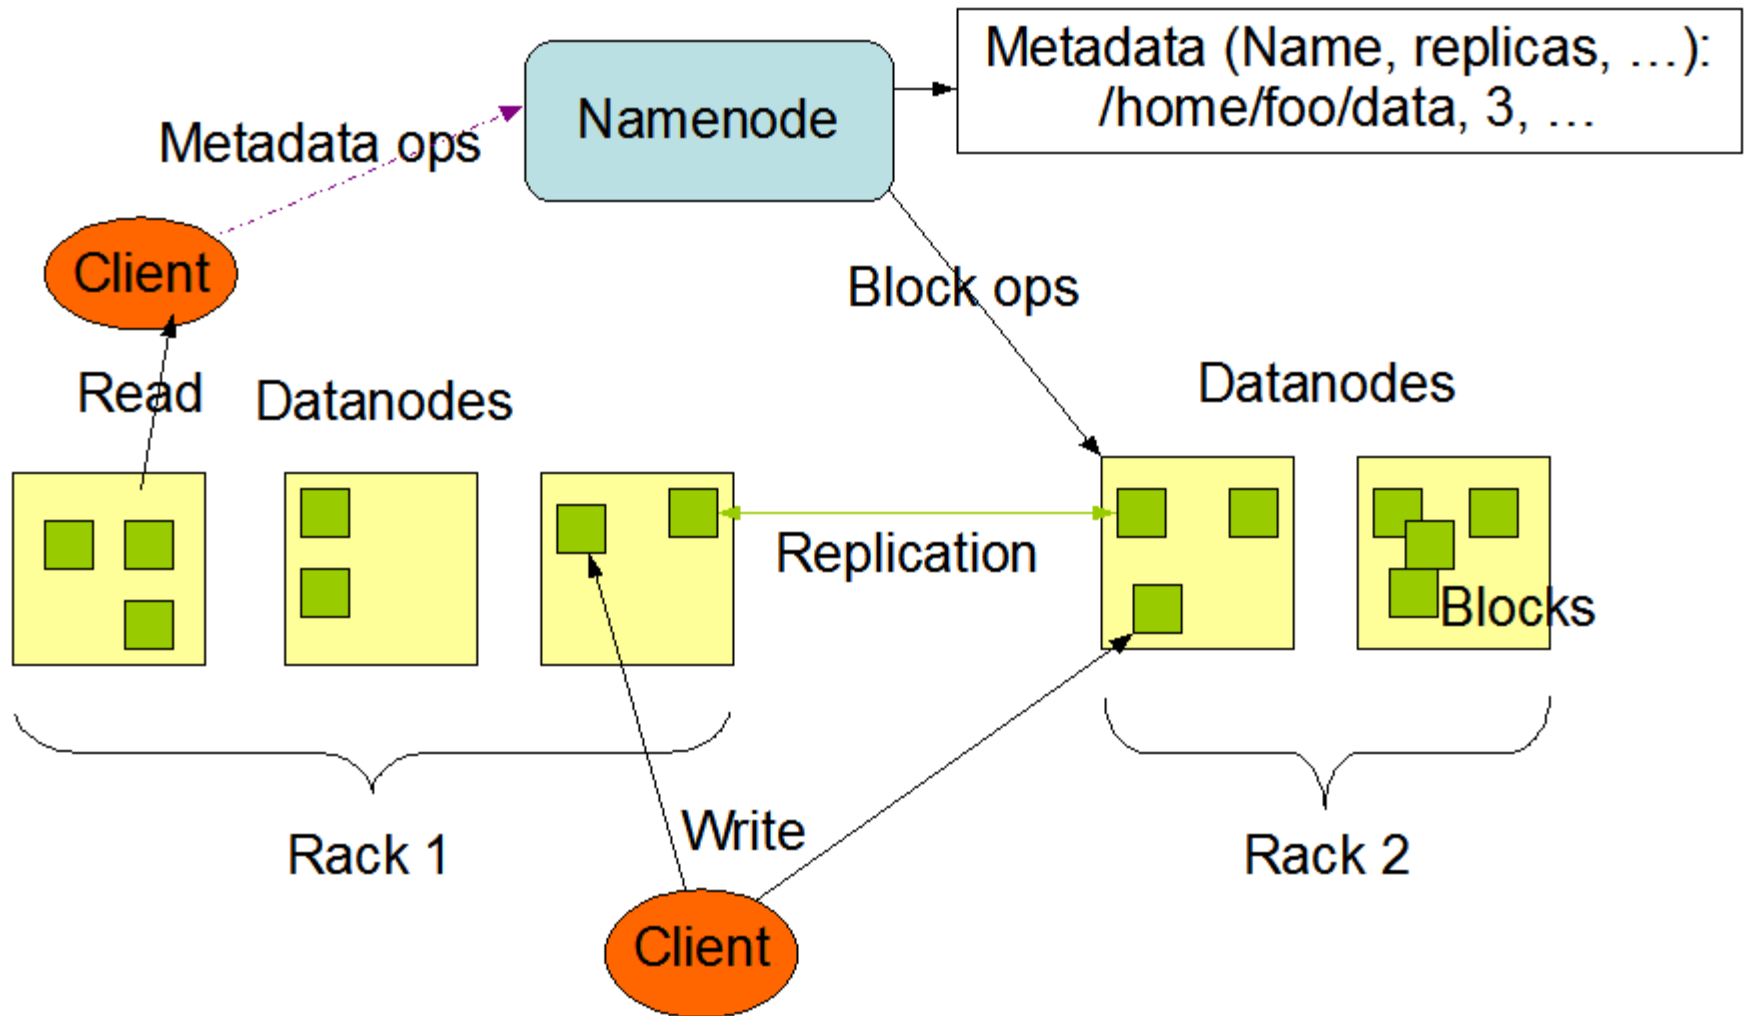 Metadata (Name, replicas, …):
/home/foo/data, 3, …
Namenode
Metadata ops
Client
Block ops
Read
Datanodes
Datanodes
Replication
Blocks
Rack 1
Write
Rack 2
Client